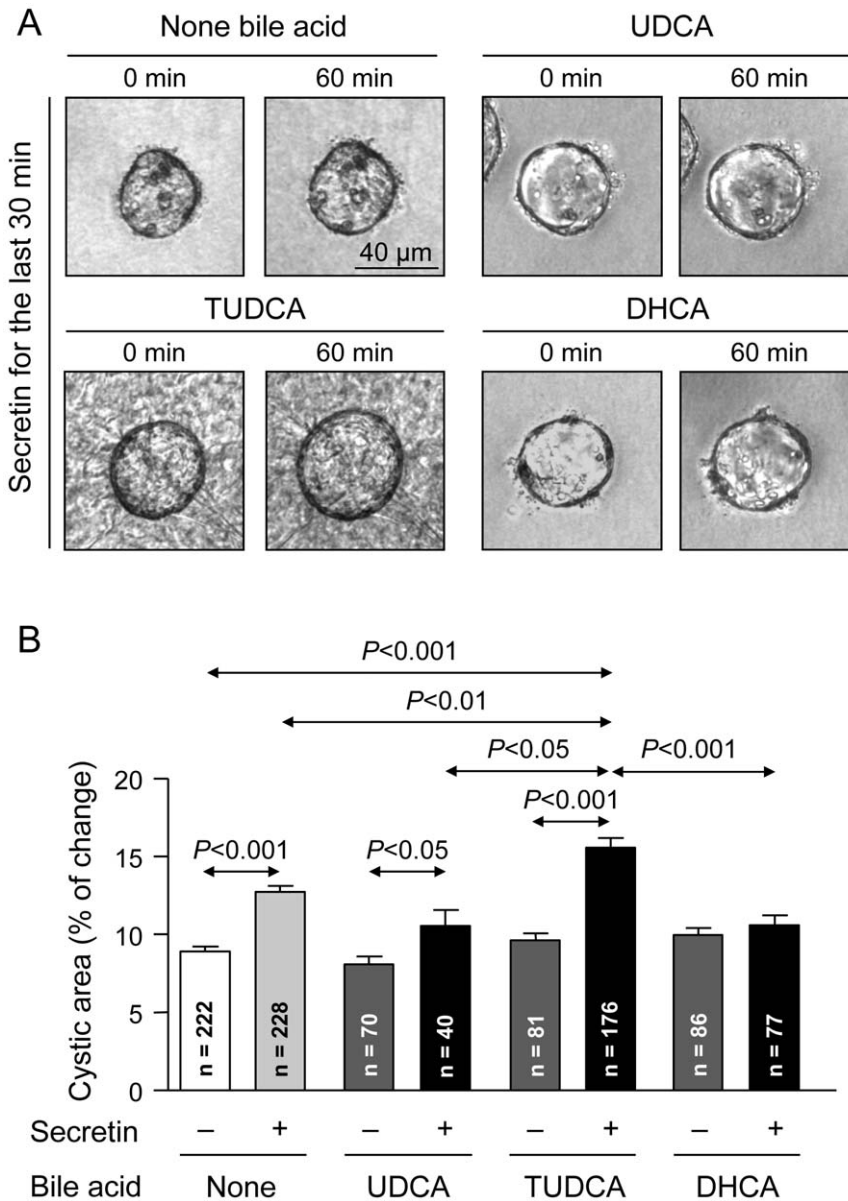 A
None bile acid
UDCA
0 min
60 min
0 min
60 min
Secretin for the last 30 min
40 µm
TUDCA
DHCA
0 min
60 min
0 min
60 min
B
P<0.001
P<0.01
P<0.05
P<0.001
P<0.001
P<0.001
P<0.05
Cystic area (% of change)
20
15
10
5
0
n = 222
n = 228
n = 70
n = 40
n = 81
n = 176
n = 86
n = 77
Secretin – + – + – + – +
Bile acid None UDCA TUDCA DHCA